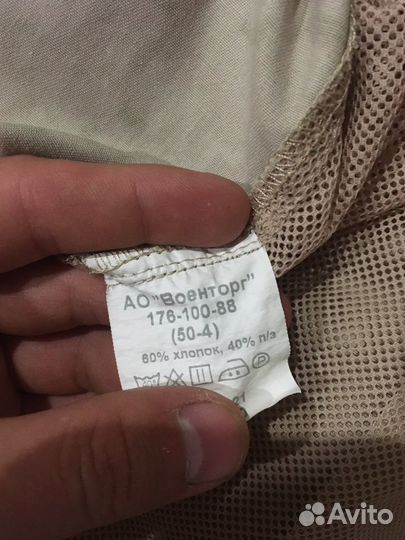 АО "Военторг"
176-100-88
(50-4)
60% хлопок, 40% п/э
Avito